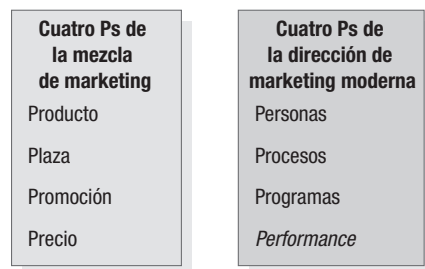 Cuatro Ps de
la mezcla
de marketing
Producto
Plaza
Promoción
Precio
Cuatro Ps de
la dirección de
marketing moderna
Personas
Procesos
Programas
Performance